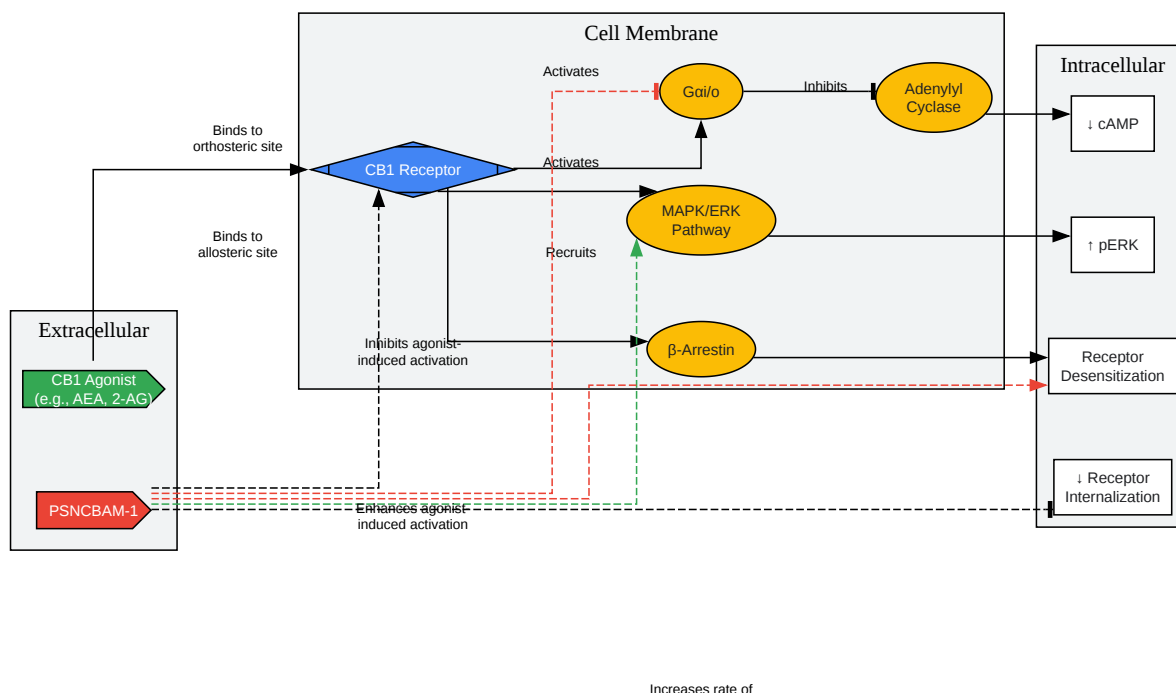 Cell Membrane
Intracellular
Activates
Gαi/o
Inhibits
Adenylyl
Cyclase
↓ cAMP
Binds to
orthosteric site
CB1 Receptor
Activates
MAPK/ERK
Pathway
Binds to
allosteric site
Recruits
↑ pERK
Extracellular
Inhibits agonist-
induced activation
β-Arrestin
Receptor
Desensitization
CB1 Agonist
(e.g., AEA, 2-AG)
↓ Receptor
Internalization
PSNCBAM-1
Enhances agonist-
induced activation
Increases rate of